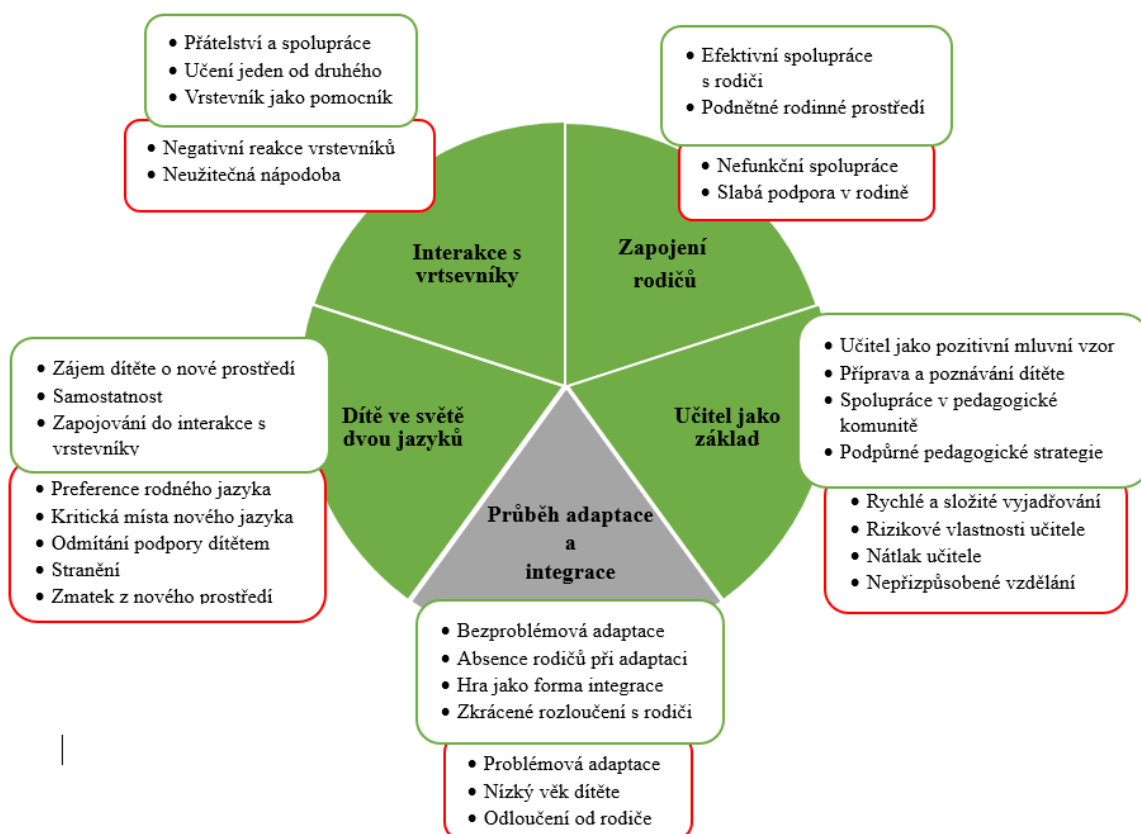 • Přátelství a spolupráce
• Učení jeden od druhého
• Vrstevník jako pomocník
• Negativní reakce vrstevníků
• Neužitečná nápodoba
• Efektivní spolupráce
s rodiči
• Podnětné rodinné prostředí
• Nefunkční spolupráce
• Slabá podpora v rodině
Interakce s
vrtsevníky
Zapojení
rodičů
• Zájem dítěte o nové prostředí
• Samostatnost
• Zapojování do interakce s
vrstevníky
• Preference rodného jazyka
• Kritická místa nového jazyka
• Odmítání podpory dítětem
• Stranění
• Zmatek z nového prostředí
Dítě ve světě
dvou jazyků
Učitel jako
základ
• Učitel jako pozitivní mluvní vzor
• Příprava a poznávání dítěte
• Spolupráce v pedagogické
komunitě
• Podpůrné pedagogické strategie
• Rychlé a složité vyjadřování
• Rizikové vlastnosti učitele
• Nátlak učitele
• Nepřizpůsobené vzdělání
Průběh adaptace
a
integrace
• Bezproblémová adaptace
• Absence rodičů při adaptaci
• Hra jako forma integrace
• Zkrácené rozloučení s rodiči
• Problémová adaptace
• Nízký věk dítěte
• Odloučení od rodiče